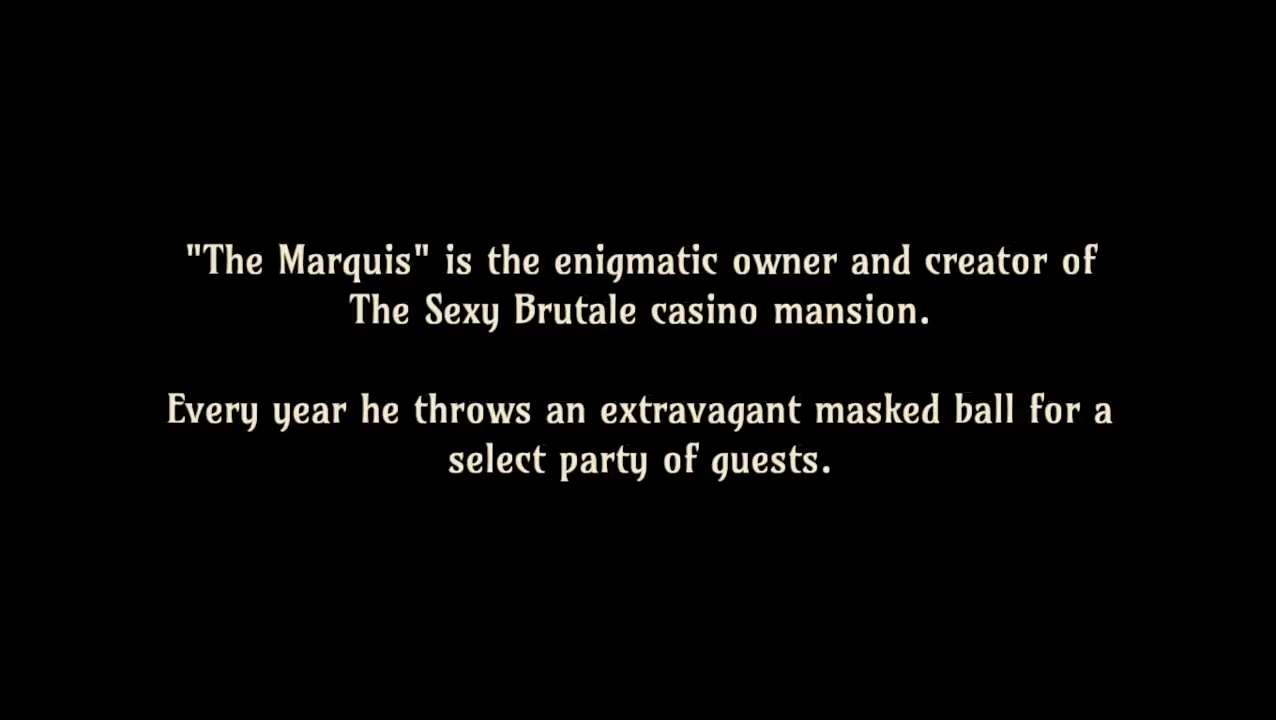 "The Marquis" is the enigmatic owner and creator of
The Sexy Brutale casino mansion.
Every year he throws an extravagant masked ball for a
select party of guests.